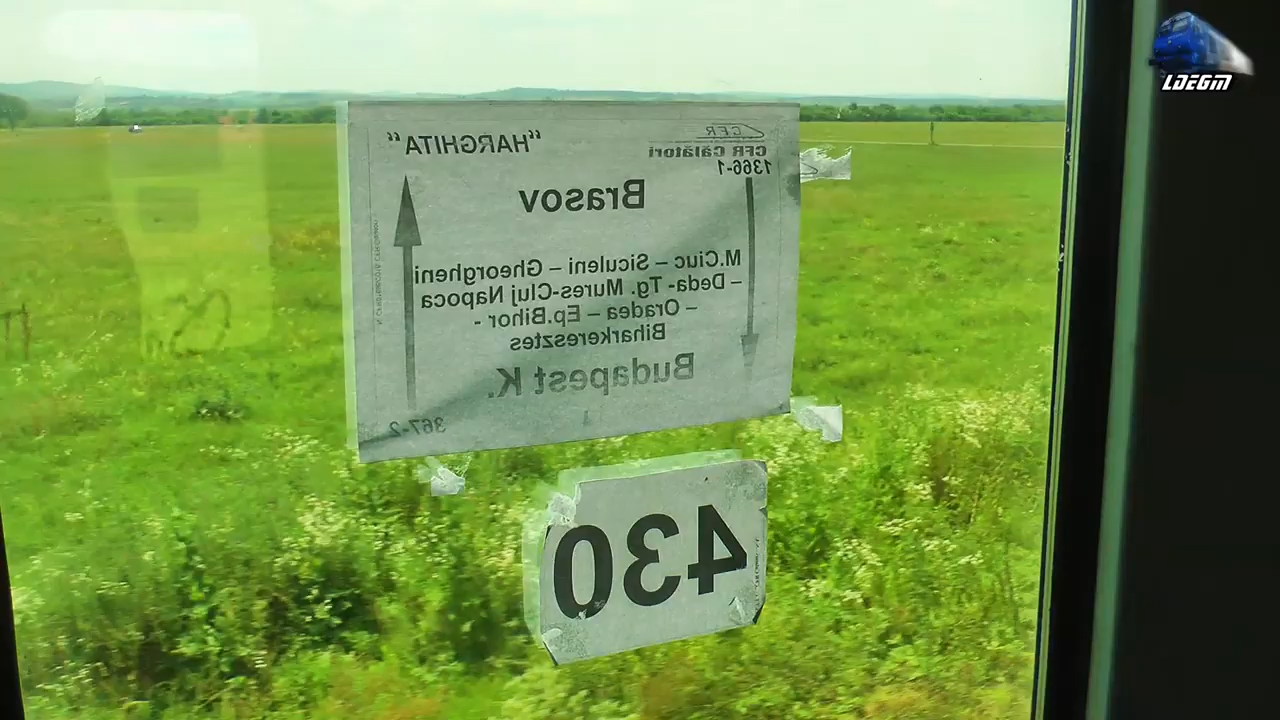 LDEGM
CFR
CFR Călători
1366-1
"HARGHITA"
Brasov
M.Ciuc – Siculeni – Gheorgheni
– Deda- Tg. Mures-Cluj Napoca
– Oradea – Ep.Bihor -
Biharkeresztes
Budapest K.
367-2
430